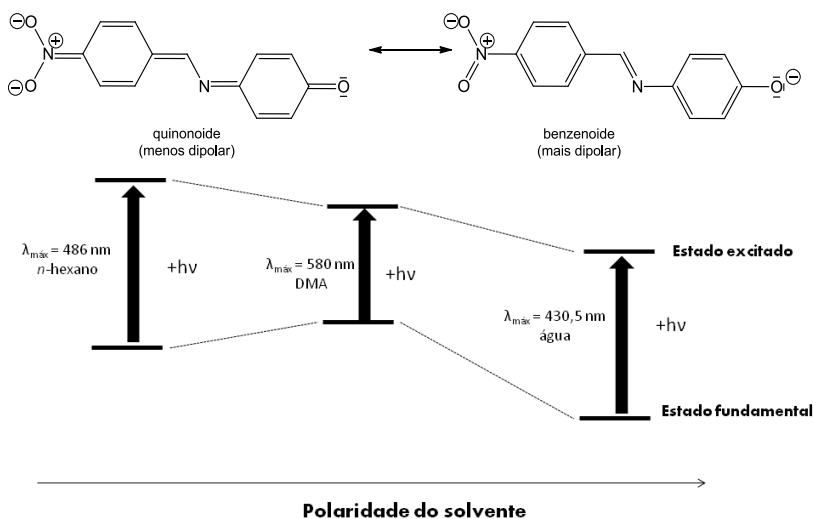 ⊖O
O
⊕
N
⊖O
N
O
quinonoide
(menos dipolar)
⊖O
⊕
N
O
N
O⊖
benzenoide
(mais dipolar)
λmáx = 486 nm
n-hexano
+hν
λmáx = 580 nm
DMA
+hν
Estado excitado
λmáx = 430,5 nm
água
+hν
Estado fundamental
Polaridade do solvente